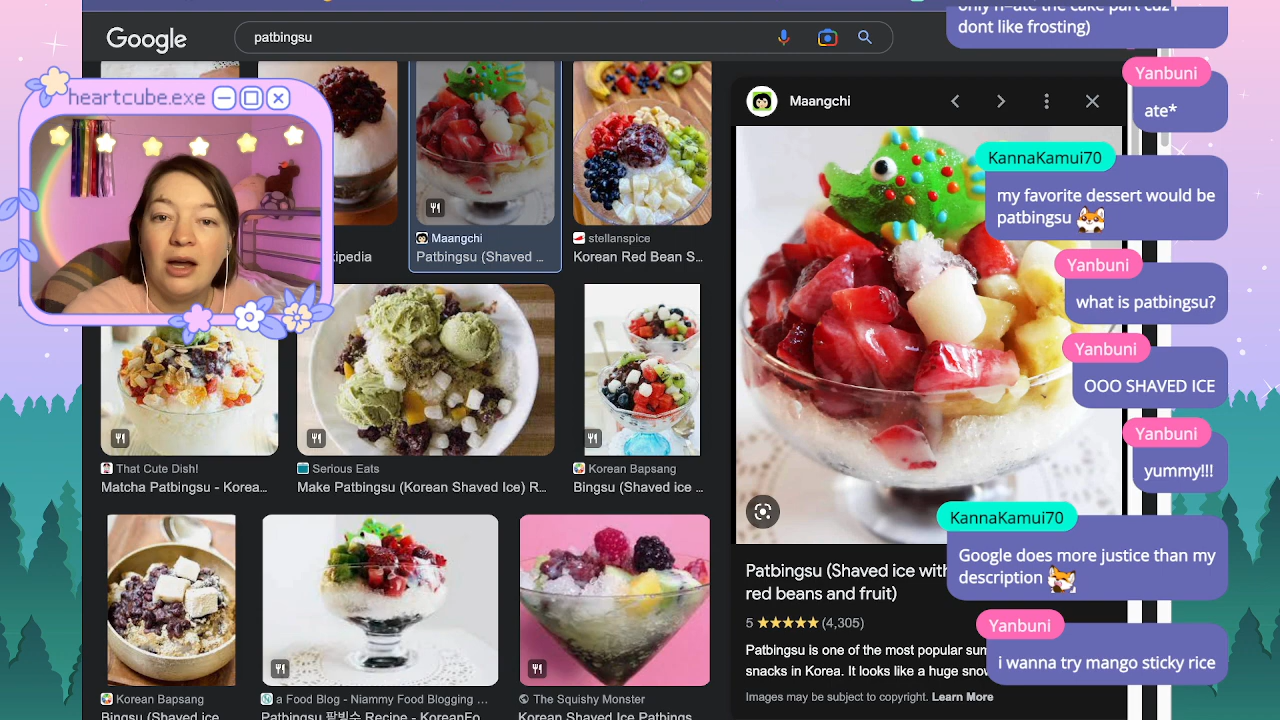 Google
patbingsu
heartcube.exe
Maangchi
Patbingsu (Shaved ...
stellanspice
Korean Red Bean S...
That Cute Dish!
Matcha Patbingsu - Korea...
Serious Eats
Make Patbingsu (Korean Shaved Ice) R...
Korean Bapsang
Bingsu (Shaved ice ...
Korean Bapsang
Bingsu (Shaved ice
a Food Blog - Niammy Food Blogging ...
Patbingsu 팥빙수 Recipe - KoreanFo
The Squishy Monster
Korean Shaved Ice Patbings
Maangchi
Patbingsu (Shaved ice with
red beans and fruit)
5 ★★★★★ (4,305)
Patbingsu is one of the most popular
snacks in Korea. It looks like a huge
Images may be subject to copyright. Learn More
dont like frosting)
Yanbuni
ate*
KannaKamui70
my favorite dessert would be
patbingsu
Yanbuni
what is patbingsu?
Yanbuni
OOO SHAVED ICE
Yanbuni
yummy!!!
KannaKamui70
Google does more justice than my
description
Yanbuni
i wanna try mango sticky rice